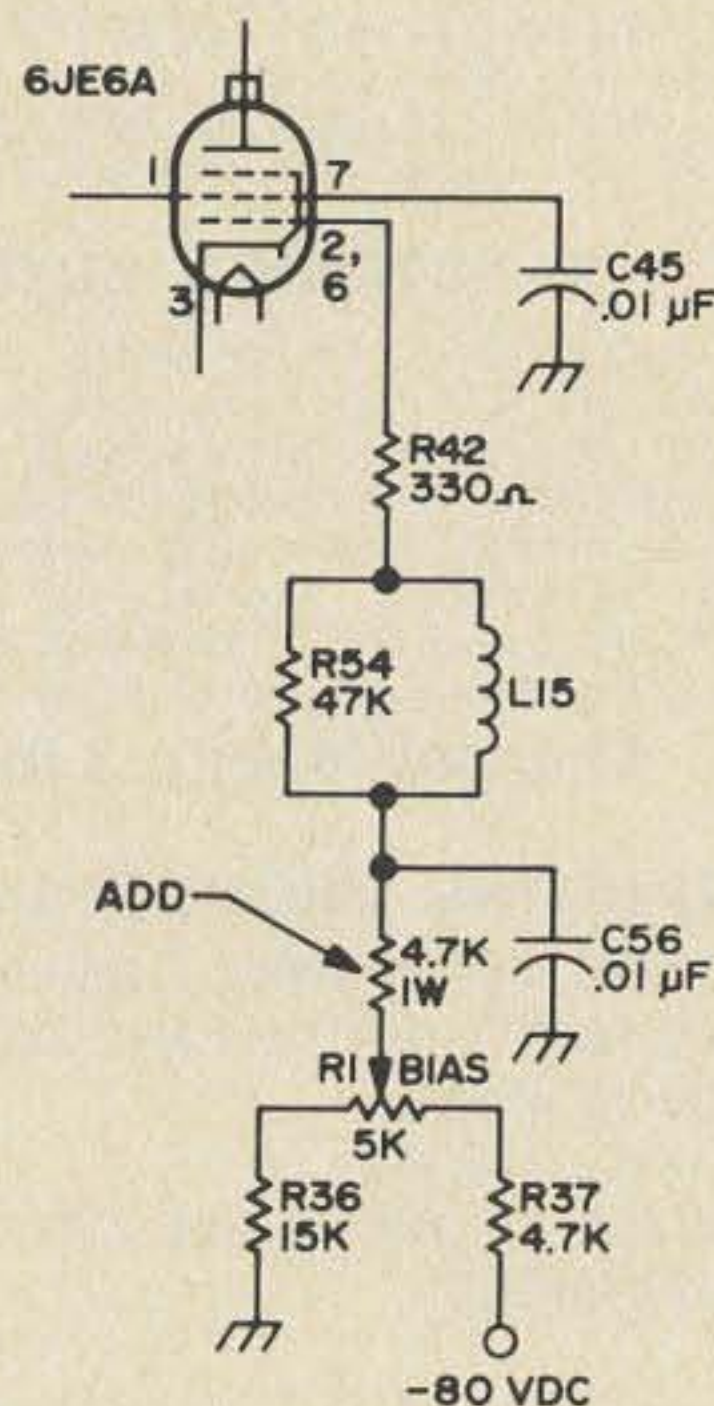 6JE6A
1
7
2,
6
3
C45
.01 µF
R42
330Ω
R54
47K
L15
ADD
4.7K
1W
C56
.01 µF
R1 BIAS
5K
R36
15K
R37
4.7K
-80 VDC